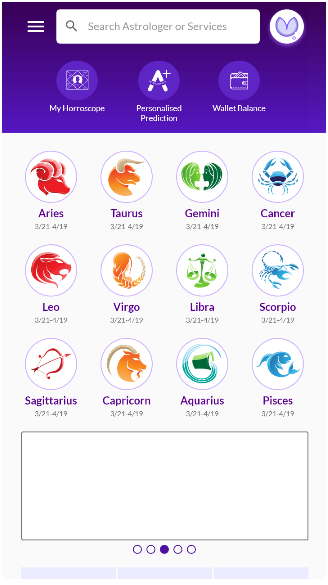 Search Astrologer or Services
My Horroscope
Personalised
Prediction
Wallet Balance
Aries
Taurus
Gemini
Cancer
3/21-4/19
3/21-4/19
3/21-4/19
3/21-4/19
Leo
Virgo
Libra
Scorpio
3/21-4/19
3/21-4/19
3/21-4/19
3/21-4/19
Sagittarius
Capricorn
Aquarius
Pisces
3/21-4/19
3/21-4/19
3/21-4/19
3/21-4/19